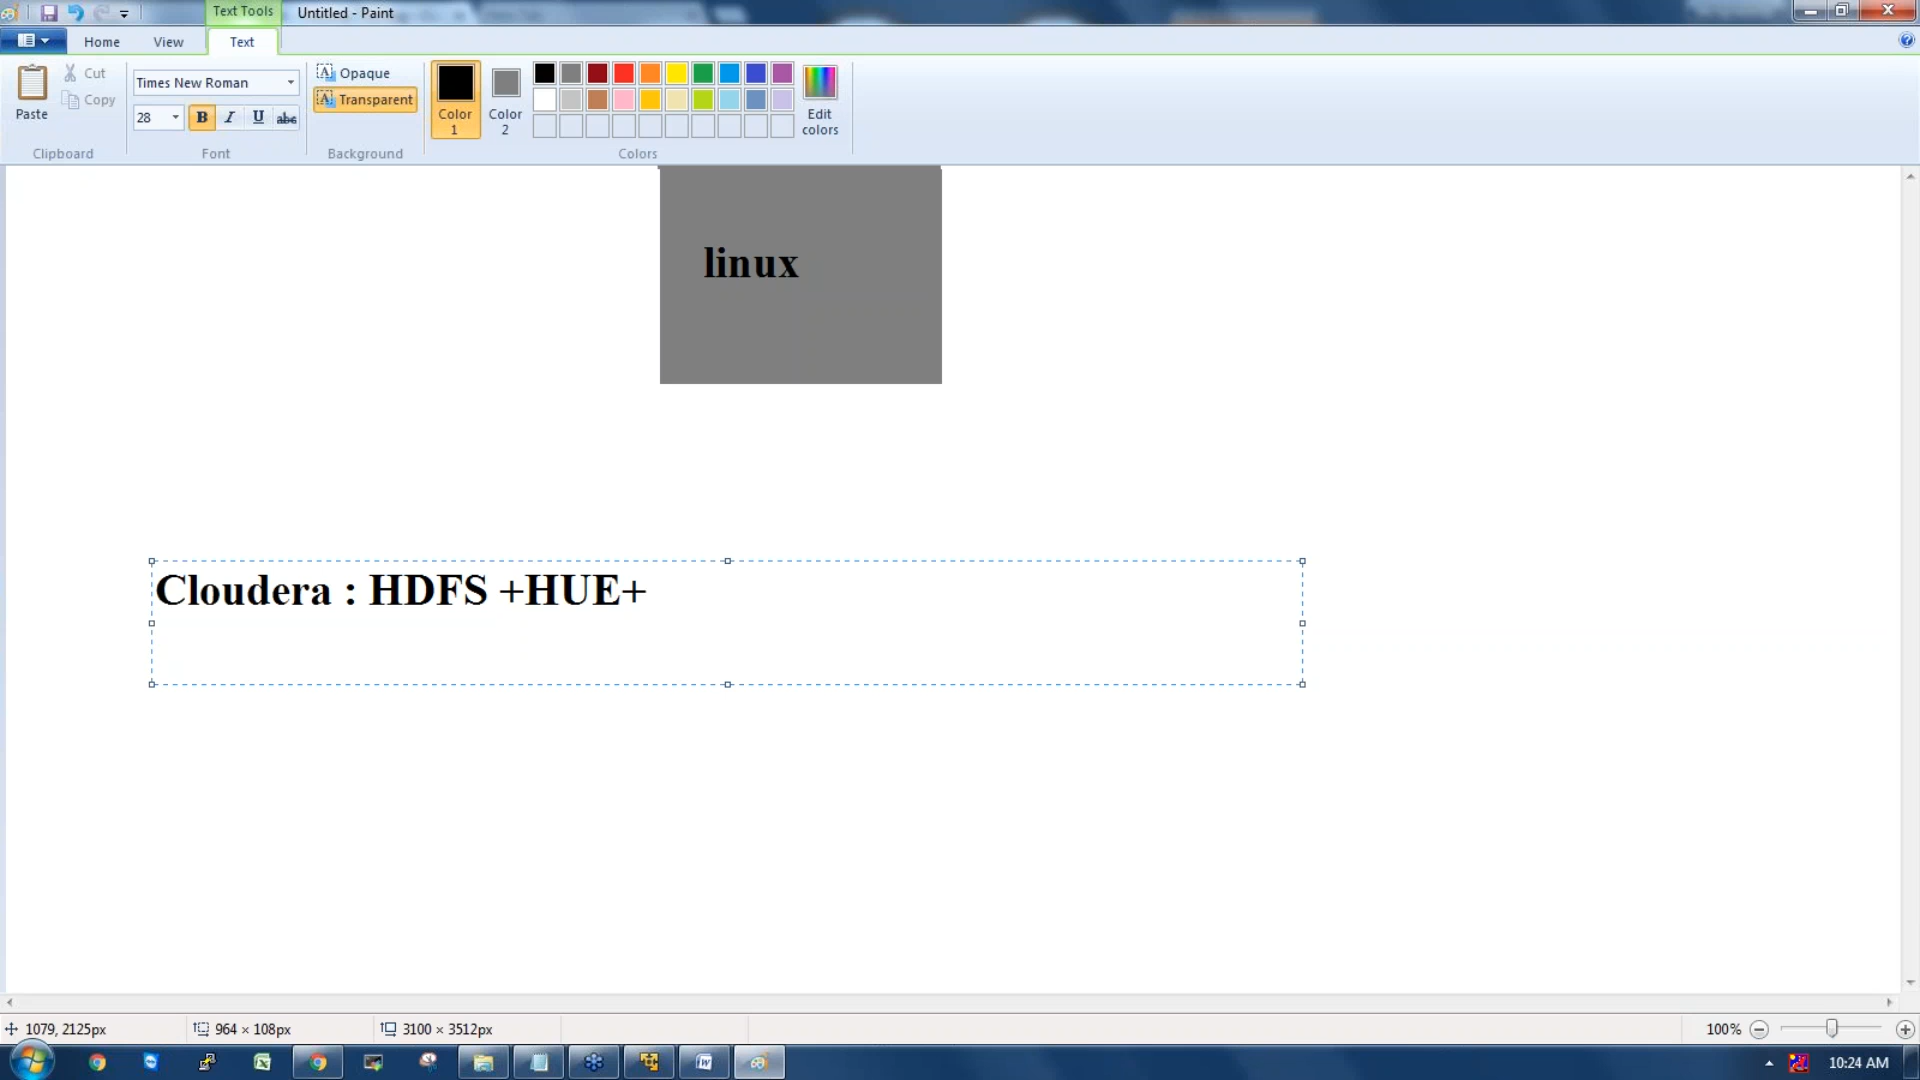 Text Tools
Untitled - Paint
Home
View
Text
Paste
Cut
Copy
Clipboard
Times New Roman
28
B
I
U
abc
Font
Opaque
Transparent
Background
Color
1
Color
2
Edit
colors
Colors
linux
Cloudera : HDFS +HUE+
1079, 2125px
964 × 108px
3100 × 3512px
100%
10:24 AM